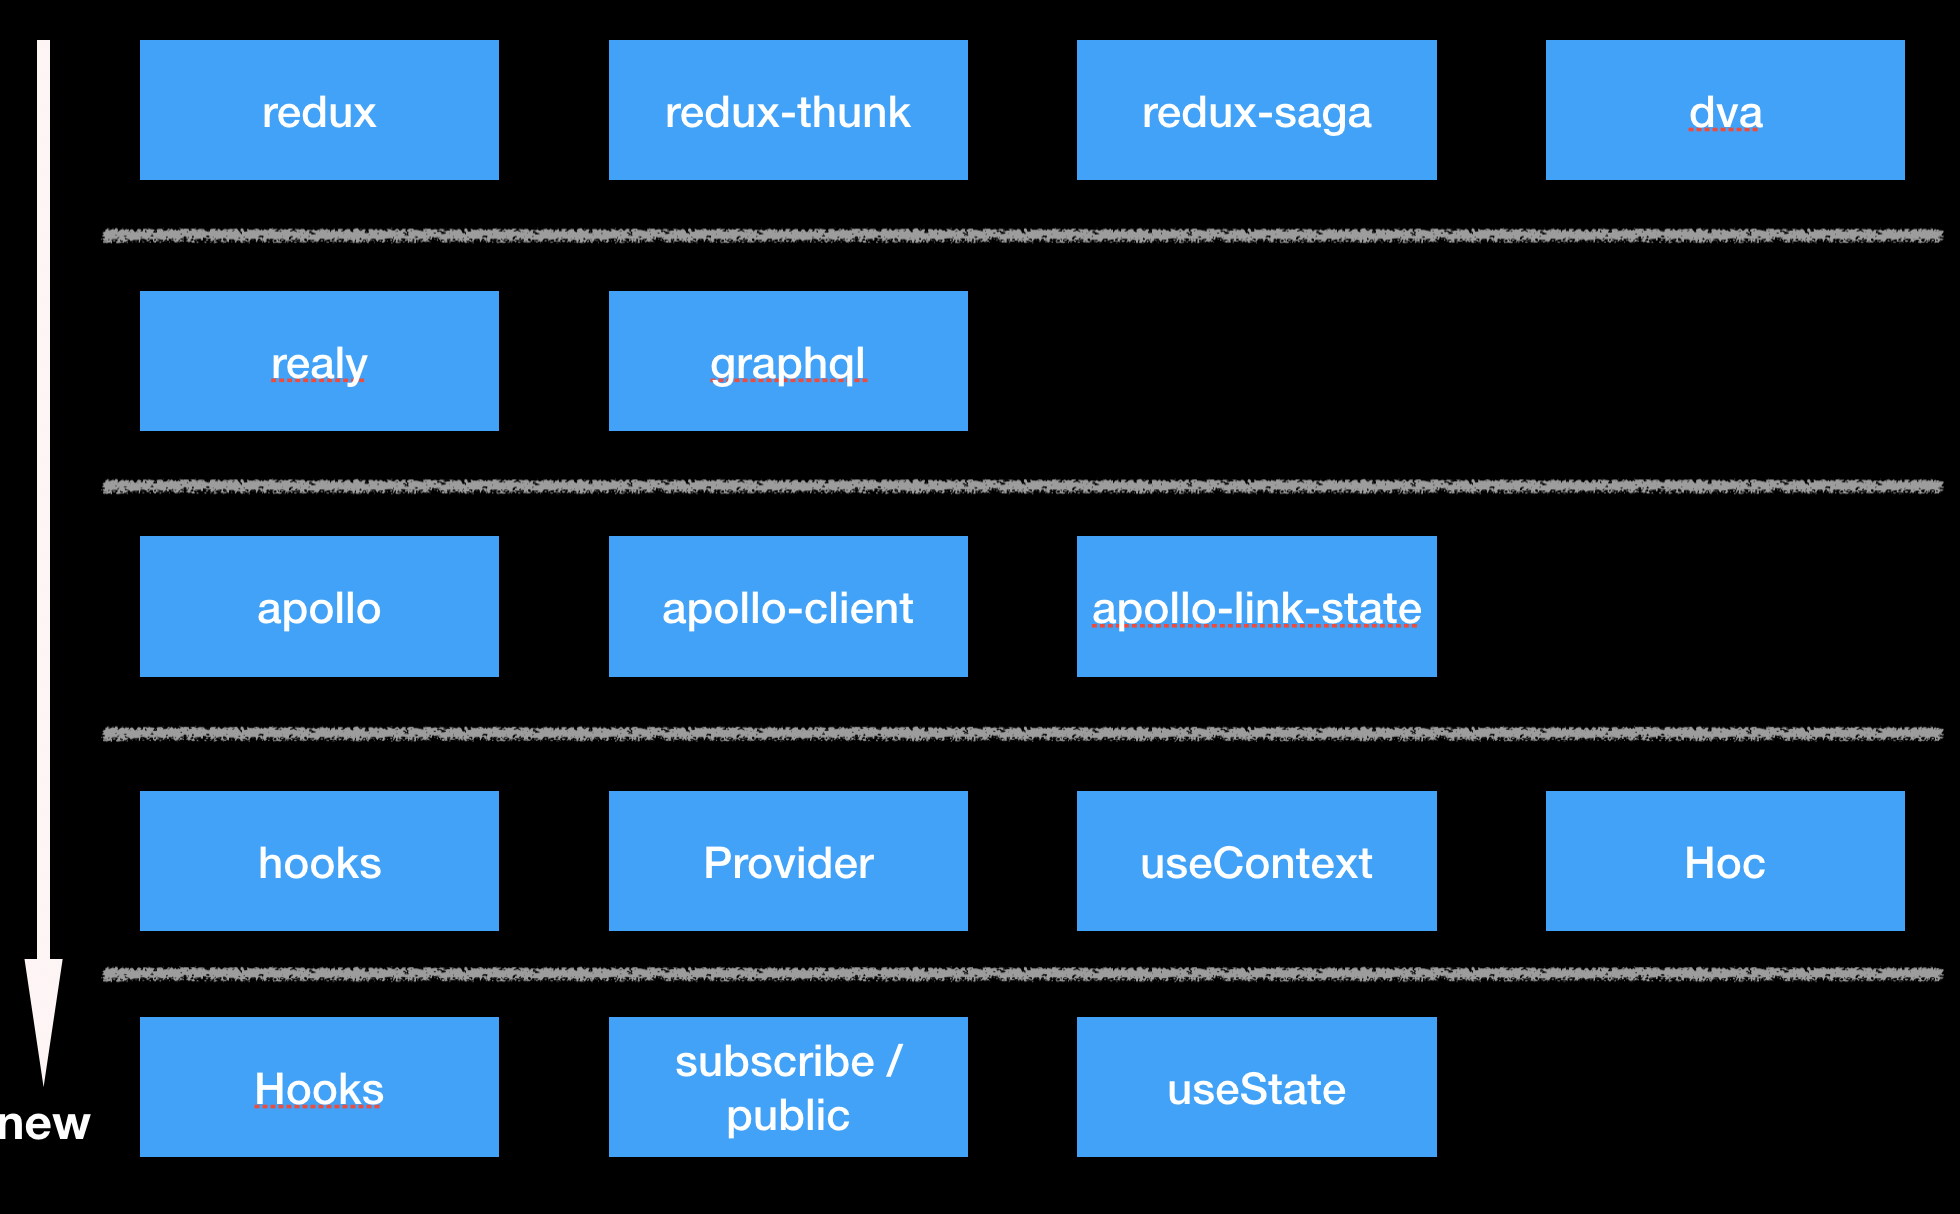 redux
redux-thunk
redux-saga
dva
realy
graphql
apollo
apollo-client
apollo-link-state
hooks
Provider
useContext
Hoc
Hooks
subscribe /
public
useState
new